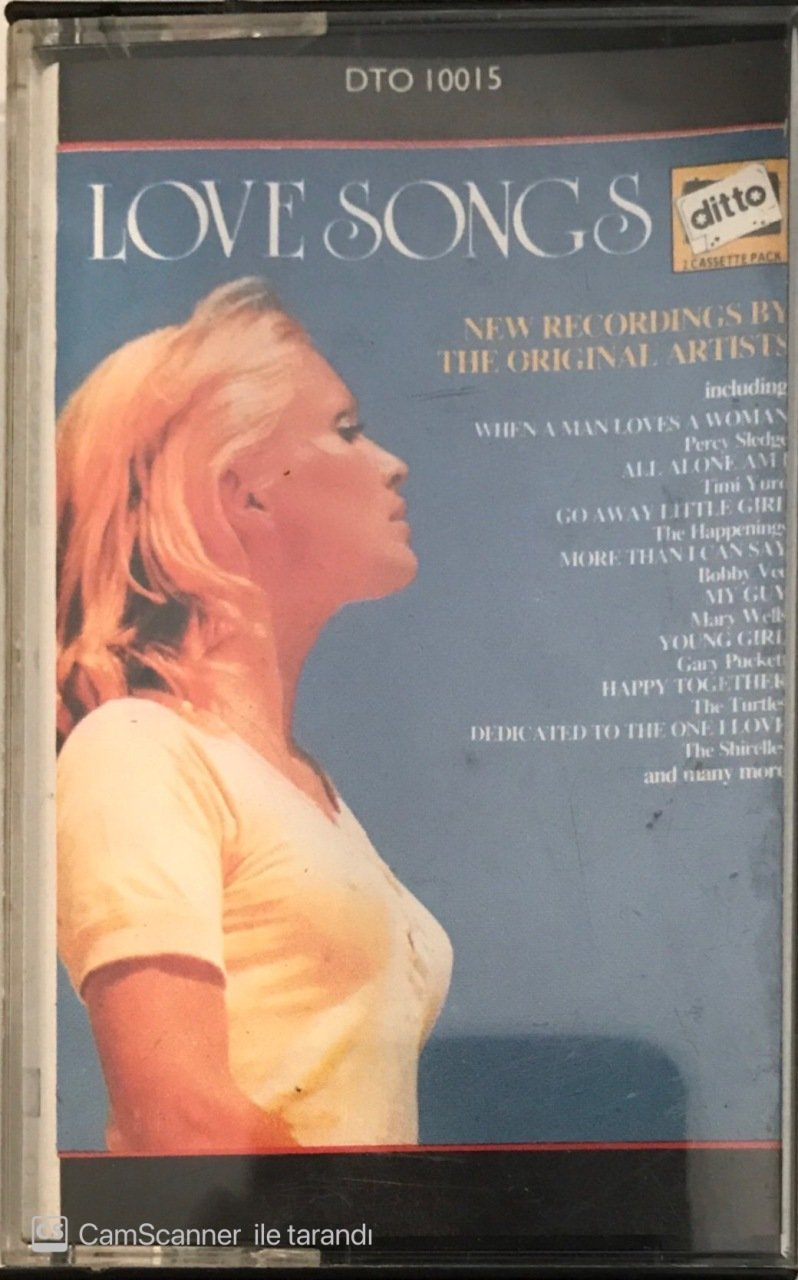 DTO 10015
LOVE SONGS
ditto
2 CASSETTE PACK
NEW RECORDINGS BY
THE ORIGINAL ARTISTS
including
WHEN A MAN LOVES A WOMAN
Percy Sledge
ALL ALONE AM I
Timi Yuro
GO AWAY LITTLE GIRL
The Happenings
MORE THAN I CAN SAY
Bobby Vee
MY GUY
Mary Wells
YOUNG GIRL
Gary Puckett
HAPPY TOGETHER
The Turtles
DEDICATED TO THE ONE I LOVE
The Shirelles
and many more
CS CamScanner ile tarandı